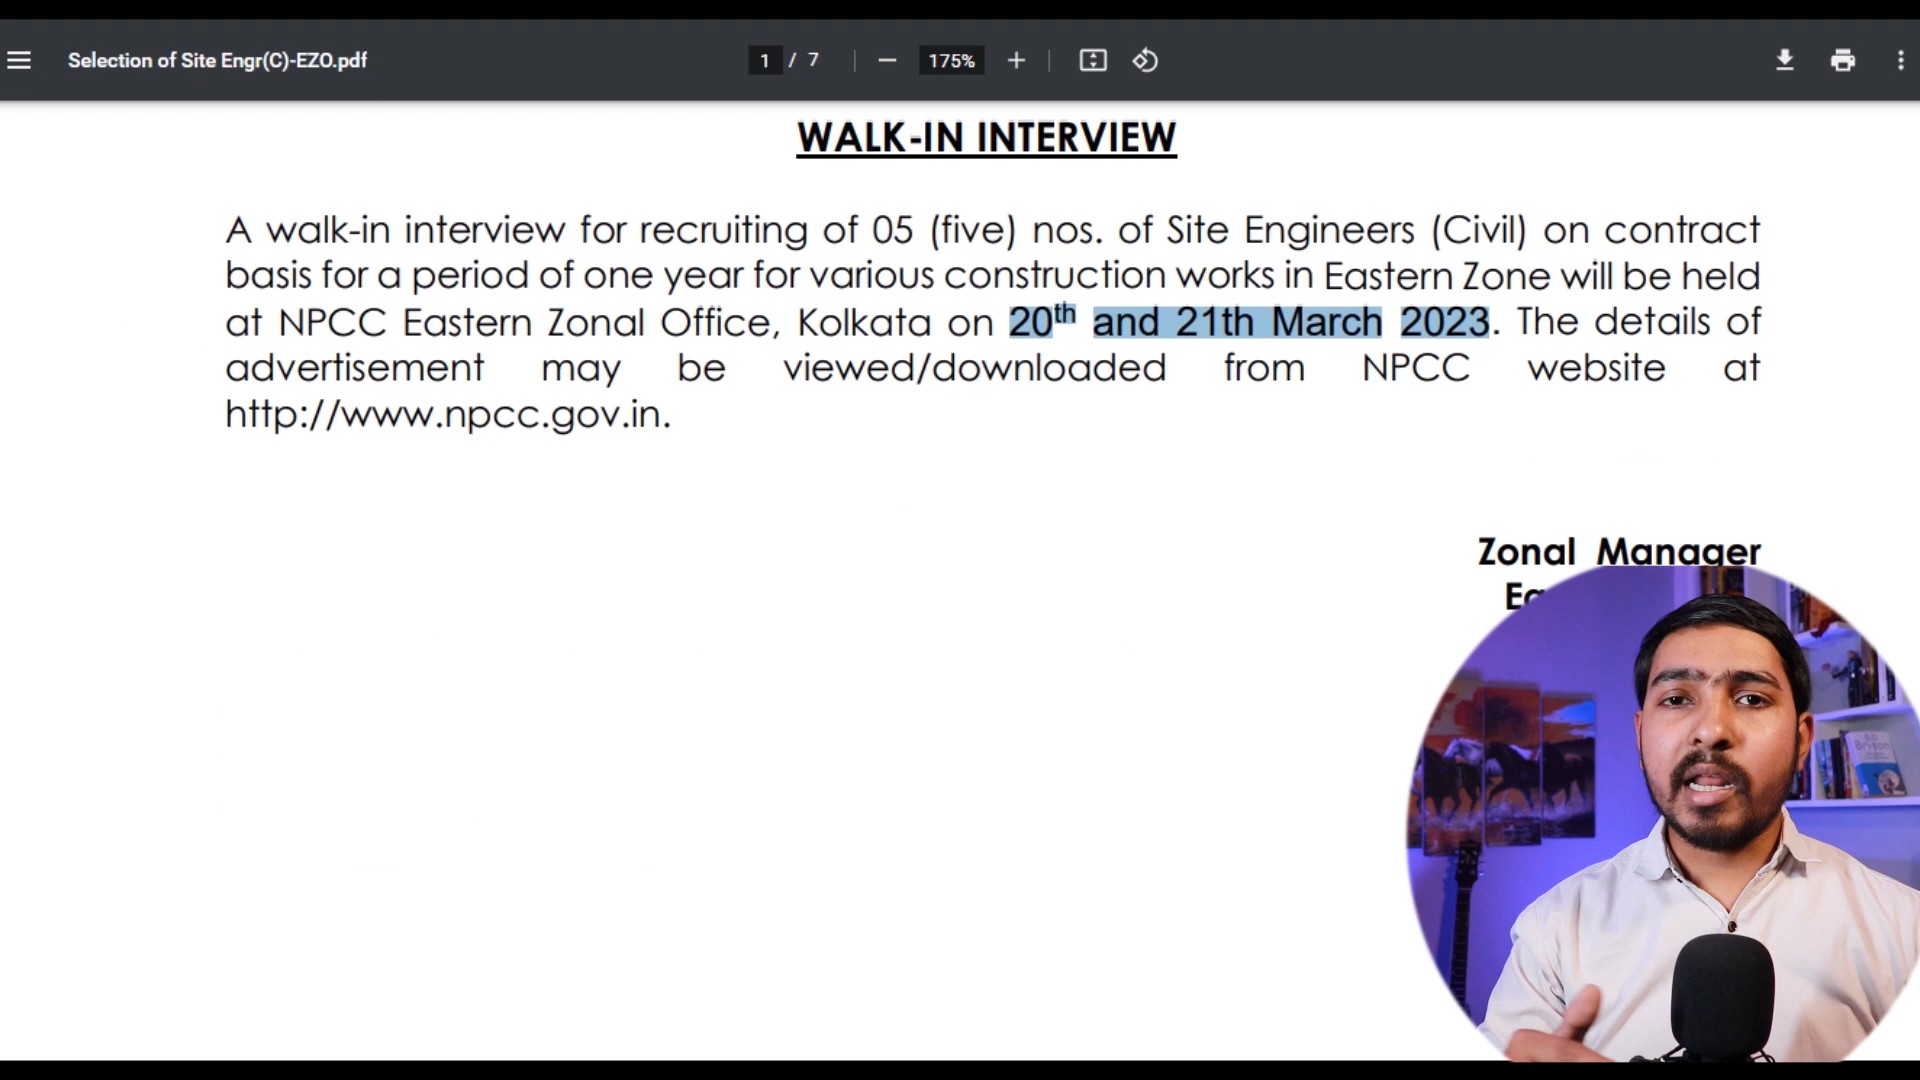 Selection of Site Engr(C)-EZO.pdf
1 / 7
175%
WALK-IN INTERVIEW
A walk-in interview for recruiting of 05 (five) nos. of Site Engineers (Civil) on contract
basis for a period of one year for various construction works in Eastern Zone will be held
at NPCC Eastern Zonal Office, Kolkata on 20th and 21th March 2023. The details of
advertisement may be viewed/downloaded from NPCC website at
http://www.npcc.gov.in.
Zonal Manager
Bill
Bryson